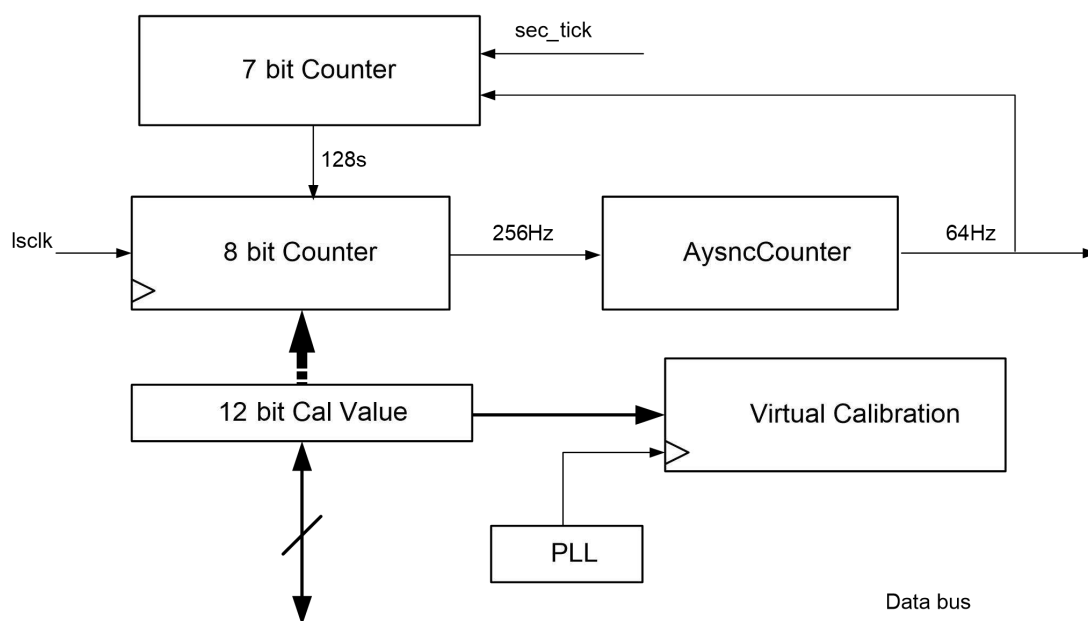 sec_tick
7 bit Counter
128s
lsclk
8 bit Counter
256Hz
AysncCounter
64Hz
12 bit Cal Value
Virtual Calibration
PLL
Data bus